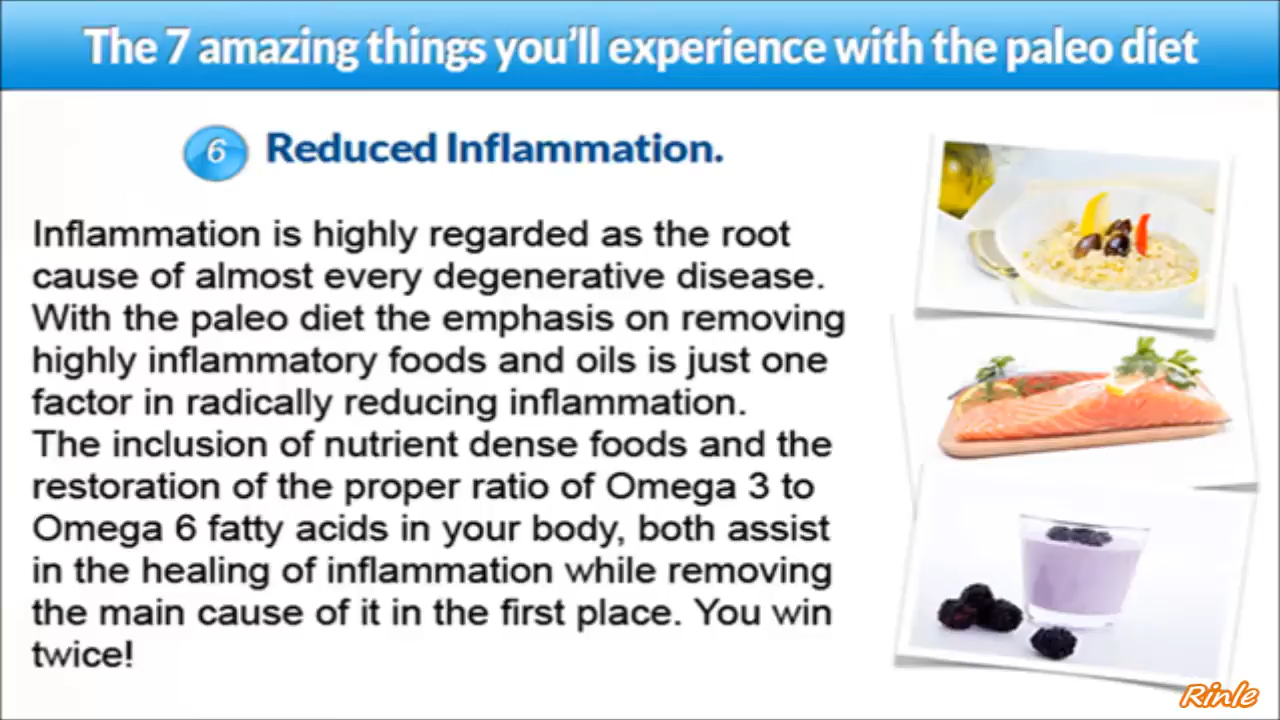 The 7 amazing things you'll experience with the paleo diet
6 Reduced Inflammation.
Inflammation is highly regarded as the root
cause of almost every degenerative disease.
With the paleo diet the emphasis on removing
highly inflammatory foods and oils is just one
factor in radically reducing inflammation.
The inclusion of nutrient dense foods and the
restoration of the proper ratio of Omega 3 to
Omega 6 fatty acids in your body, both assist
in the healing of inflammation while removing
the main cause of it in the first place. You win
twice!
Rinle